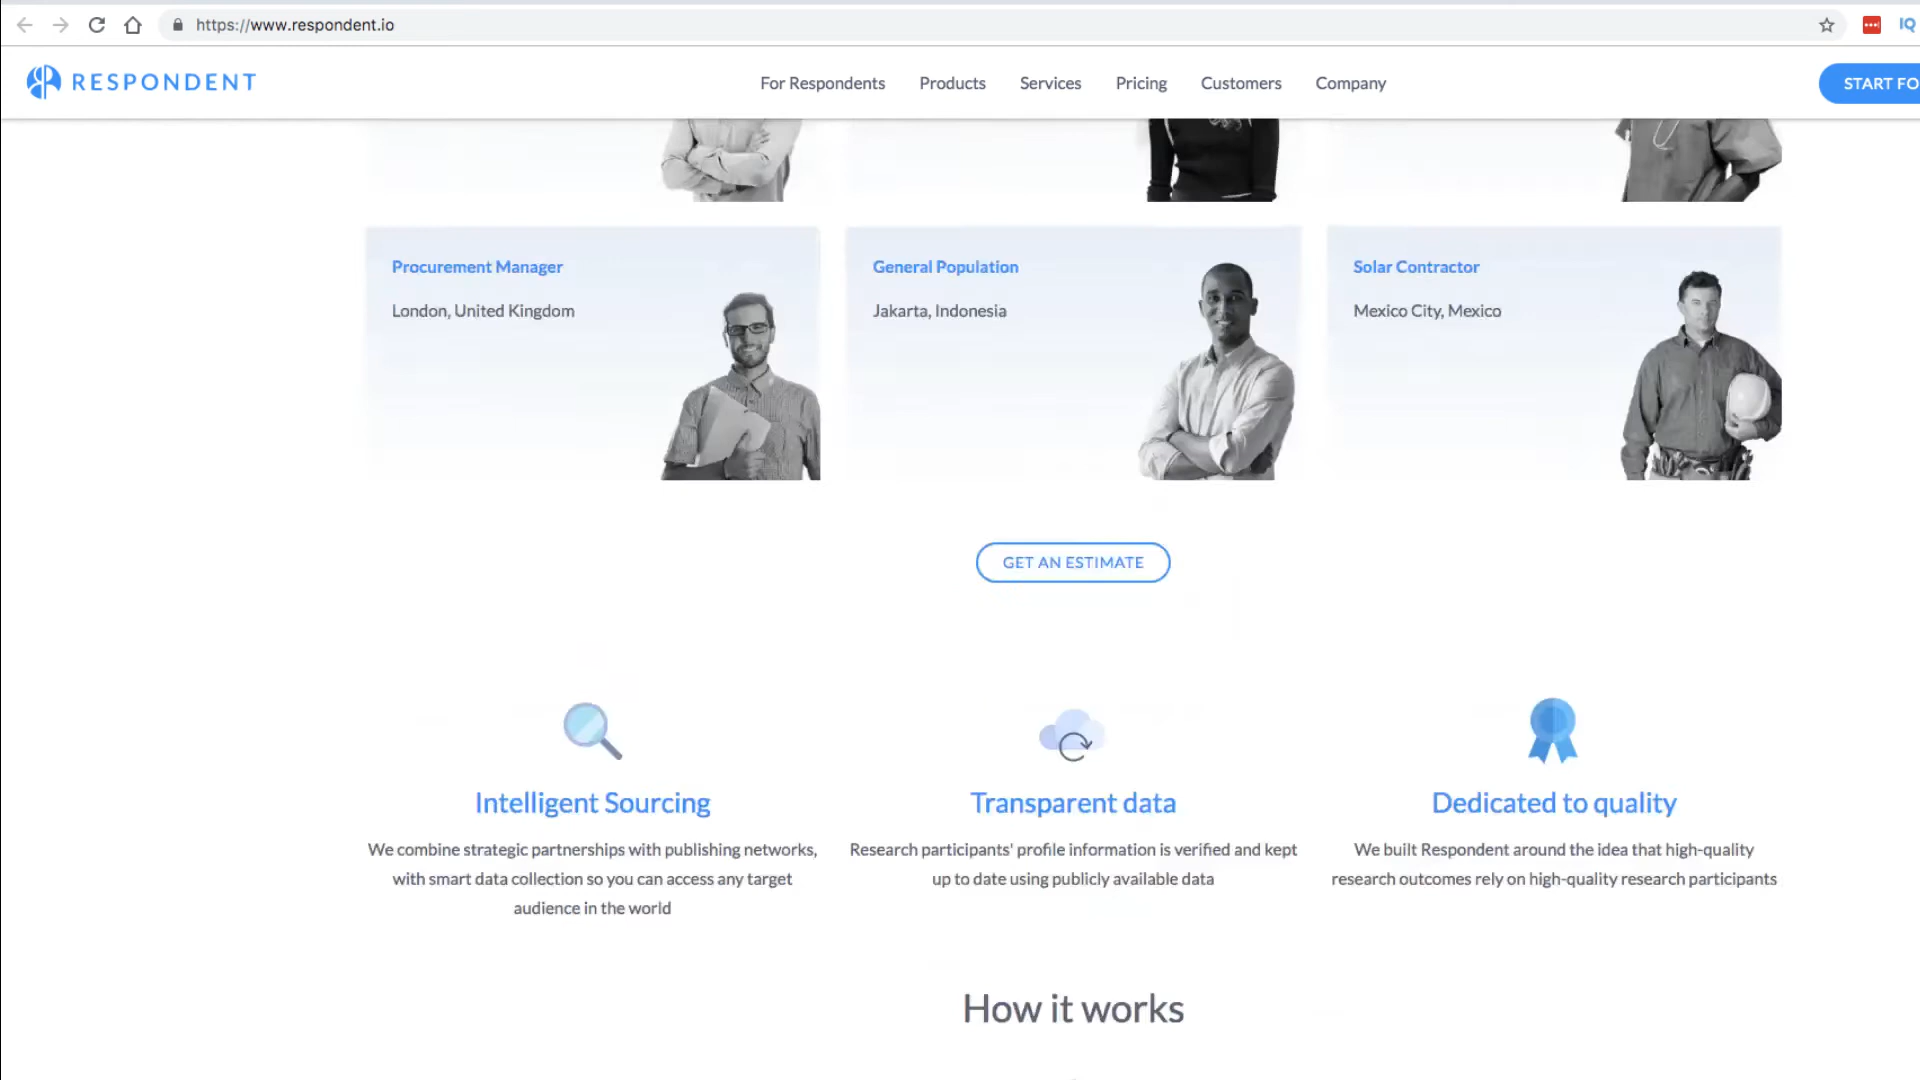 https://www.respondent.io
IQ
RESPONDENT
For Respondents
Products
Services
Pricing
Customers
Company
START FO
Procurement Manager
London, United Kingdom
General Population
Jakarta, Indonesia
Solar Contractor
Mexico City, Mexico
GET AN ESTIMATE
Intelligent Sourcing
We combine strategic partnerships with publishing networks,
with smart data collection so you can access any target
audience in the world
Transparent data
Research participants' profile information is verified and kept
up to date using publicly available data
Dedicated to quality
We built Respondent around the idea that high-quality
research outcomes rely on high-quality research participants
How it works